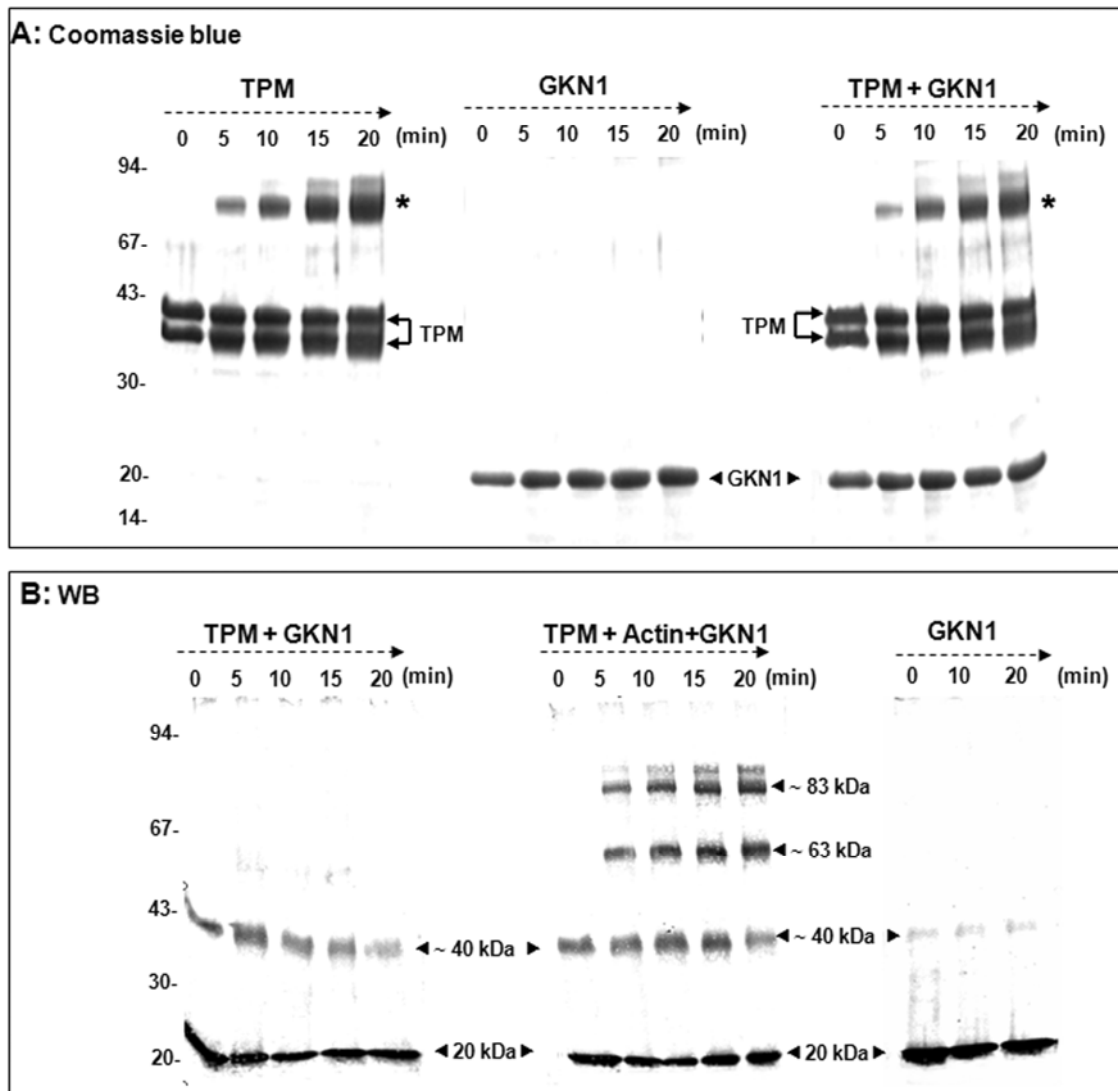 A: Coomassie blue
TPM GKN1 TPM + GKN1
0 5 10 15 20 (min) 0 5 10 15 20 (min) 0 5 10 15 20 (min)
94-
* *
67-
43-
TPM TPM
30-
20- ◄ GKN1 ►
14-
B: WB
TPM + GKN1 TPM + Actin+GKN1 GKN1
0 5 10 15 20 (min) 0 5 10 15 20 (min) 0 10 20 (min)
94-
◄ ~ 83 kDa
67-
◄ ~ 63 kDa
43-
◄ ~ 40 kDa ► ◄ ~ 40 kDa ►
30-
20- ◄ 20 kDa ► ◄ 20 kDa ►